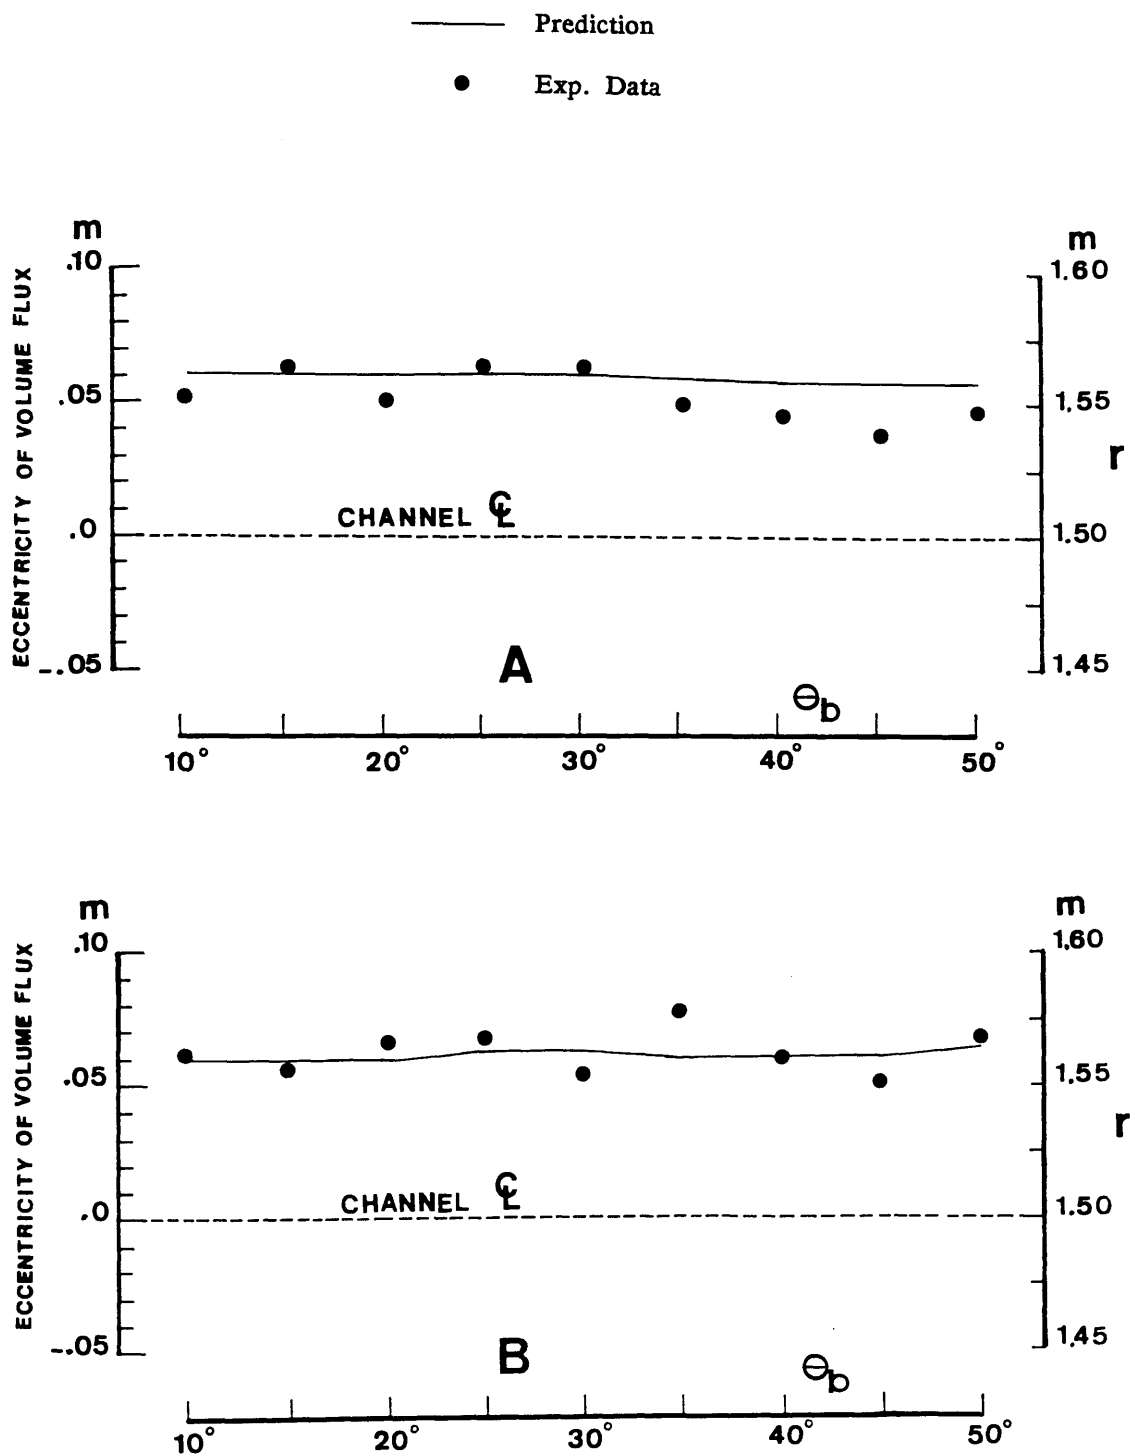 Prediction
Exp. Data
m
m
.10
.05
.0
-.05
ECCENTRICITY OF VOLUME FLUX
1.60
1.55
1.50
1.45
r
CHANNEL ℄
A
Θb
10° 20° 30° 40° 50°
m
m
.10
.05
.0
-.05
ECCENTRICITY OF VOLUME FLUX
1.60
1.55
1.50
1.45
r
CHANNEL ℄
B
Θb
10° 20° 30° 40° 50°